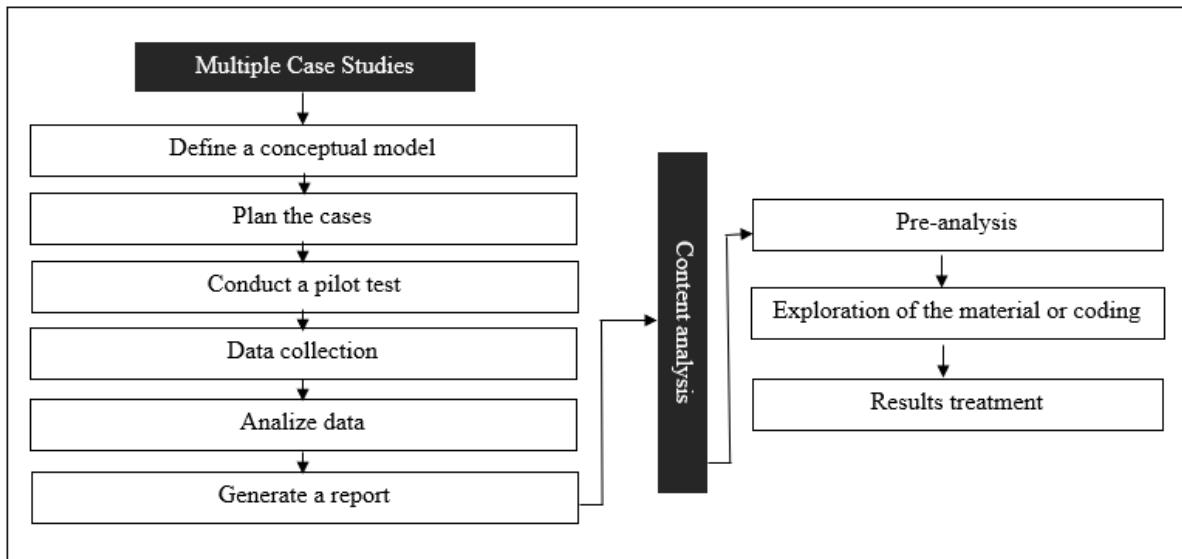 Multiple Case Studies
Define a conceptual model
Plan the cases
Conduct a pilot test
Data collection
Analize data
Generate a report
Content analysis
Pre-analysis
Exploration of the material or coding
Results treatment